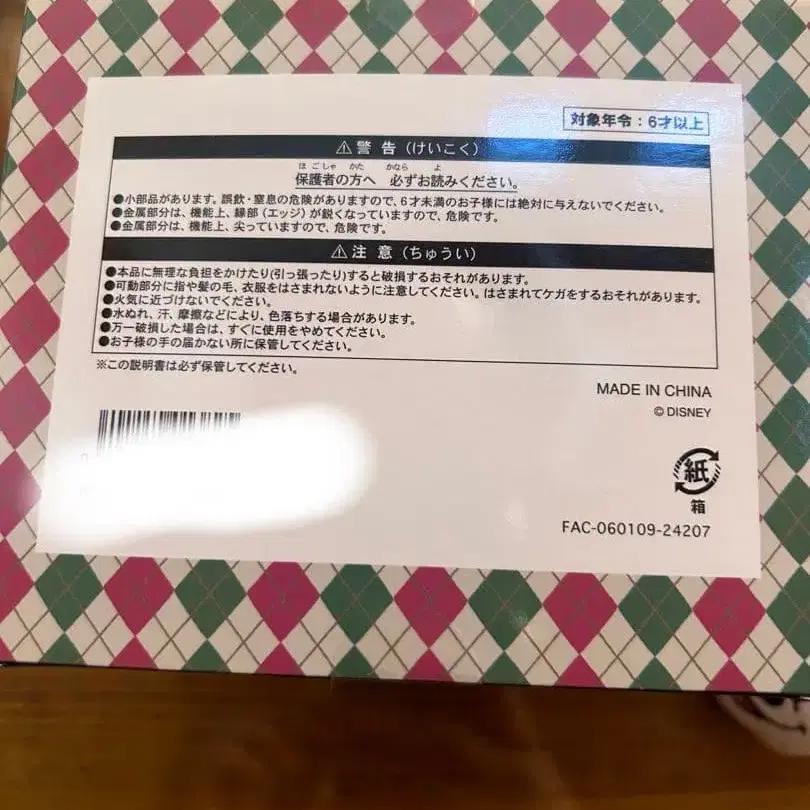 対象年令：6才以上
⚠警 告（けいこく）
ほごしゃ かた かなら よ
保護者の方へ 必ずお読みください。
●小部品があります。誤飲・窒息の危険がありますので、6才未満のお子様には絶対に与えないでください。
●金属部分は、機能上、縁部（エッジ）が鋭くなっていますので、危険です。
●金属部分は、機能上、尖っていますので、危険です。
⚠注 意（ちゅうい）
●本品に無理な負担をかけたり(引っ張ったり)すると破損するおそれがあります。
●可動部分に指や髪の毛、衣服をはさまれないように注意してください。はさまれてケガをするおそれがあります。
●火気に近づけないでください。
●水ぬれ、汗、摩擦などにより、色落ちする場合があります。
●万一破損した場合は、すぐに使用をやめてください。
●お子様の手の届かない所に保管してください。
※この説明書は必ず保管してください。
MADE IN CHINA
© DISNEY
紙
箱
FAC-060109-24207